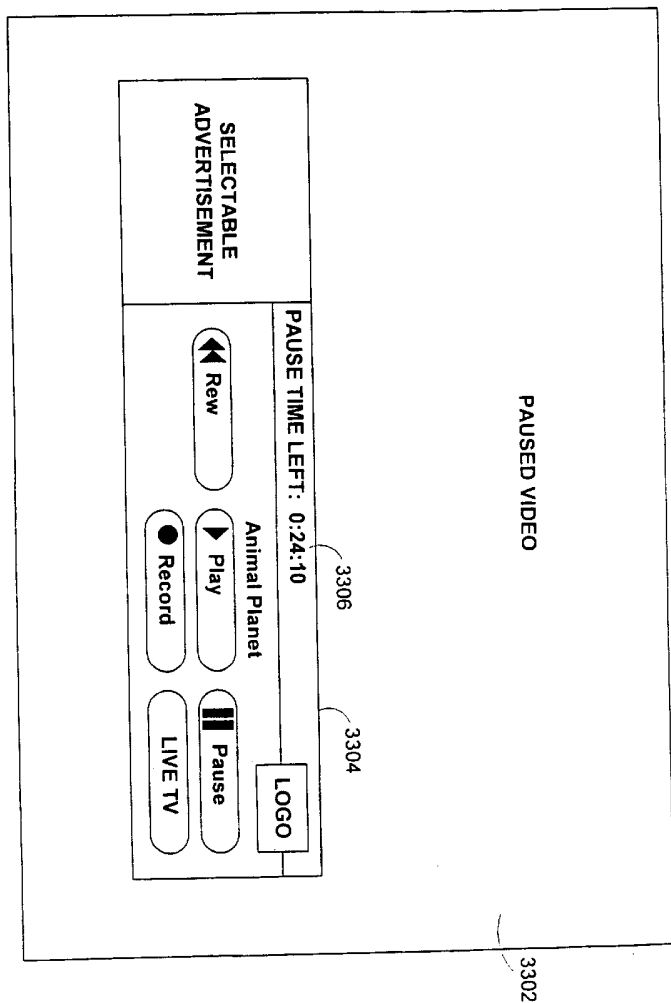 PAUSED VIDEO
3302
3304
3306
SELECTABLE
ADVERTISEMENT
PAUSE TIME LEFT: 0:24:10
LOGO
Animal Planet
Rew
Play
Pause
Record
LIVE TV